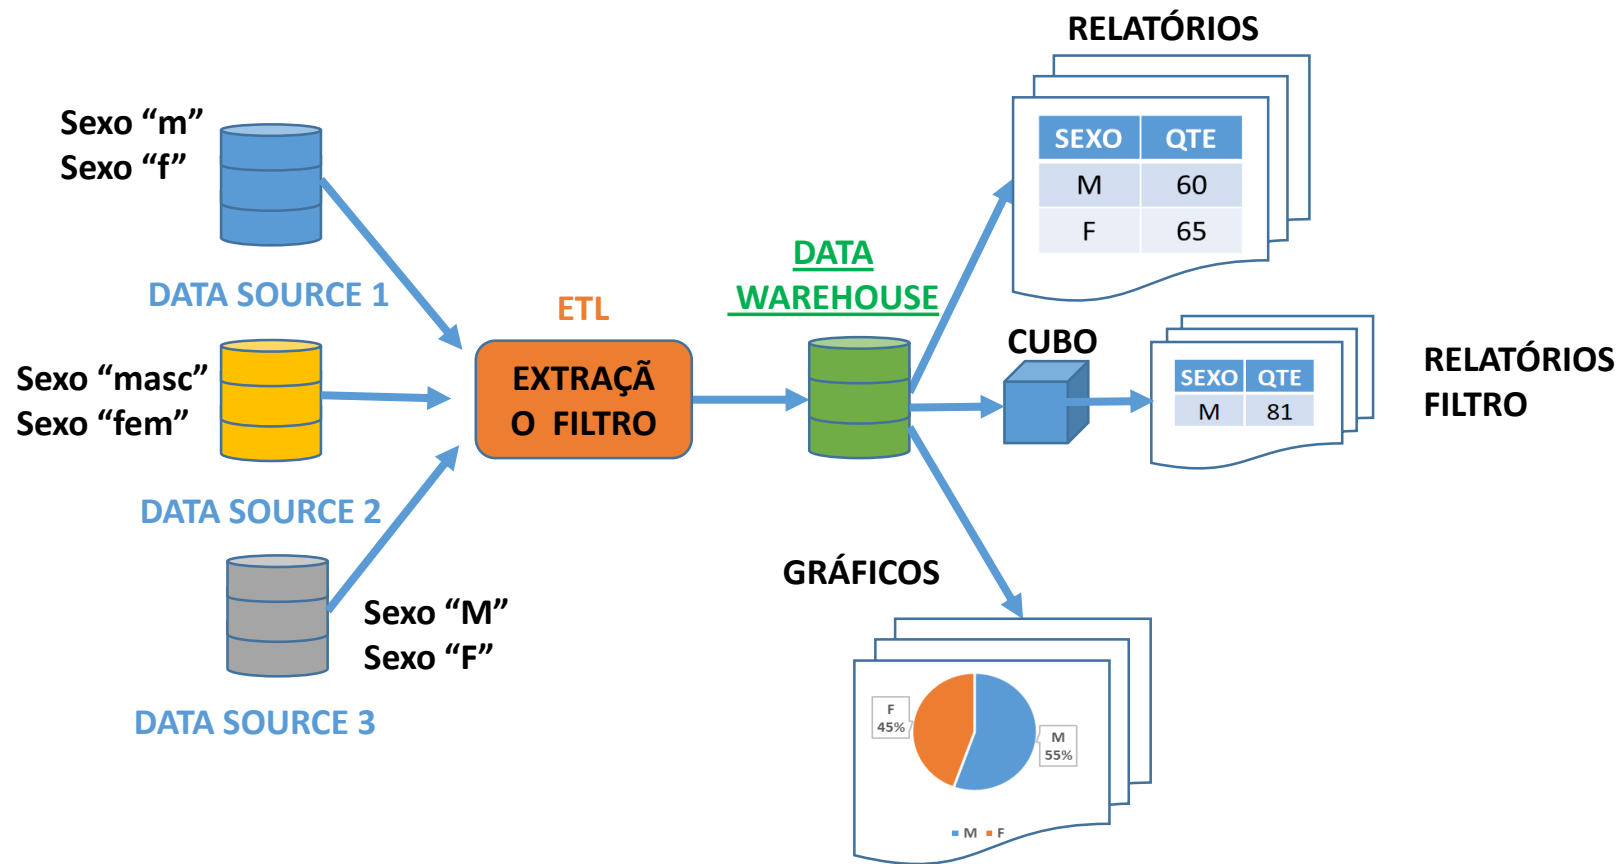 RELATÓRIOS
SEXO QTE
M 60
F 65
Sexo “m”
Sexo “f”
DATA SOURCE 1
Sexo “masc”
Sexo “fem”
DATA SOURCE 2
Sexo “M”
Sexo “F”
DATA SOURCE 3
ETL
EXTRAÇÃ
O FILTRO
DATA
WAREHOUSE
CUBO
SEXO QTE
M 81
RELATÓRIOS
FILTRO
GRÁFICOS
F
45%
M
55%
M F